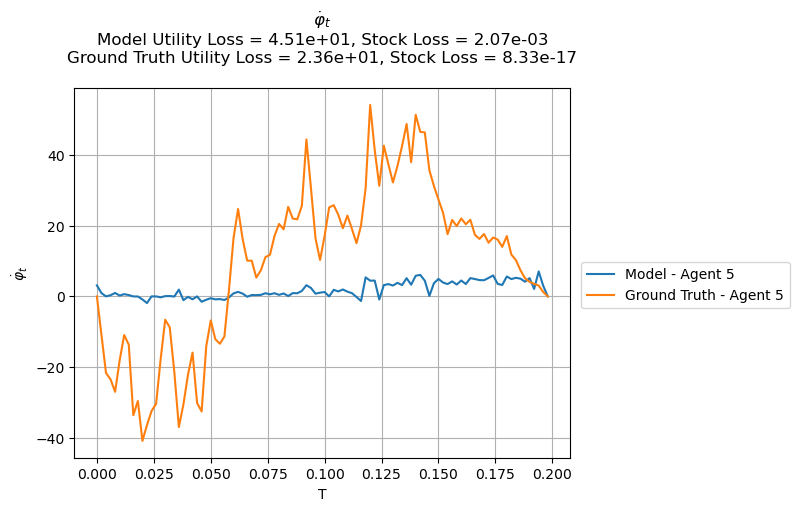 φ̇ₜ
Model Utility Loss = 4.51e+01, Stock Loss = 2.07e-03
Ground Truth Utility Loss = 2.36e+01, Stock Loss = 8.33e-17
40
20
0
−20
−40
φ̇ₜ
0.000 0.025 0.050 0.075 0.100 0.125 0.150 0.175 0.200
T
Model - Agent 5
Ground Truth - Agent 5